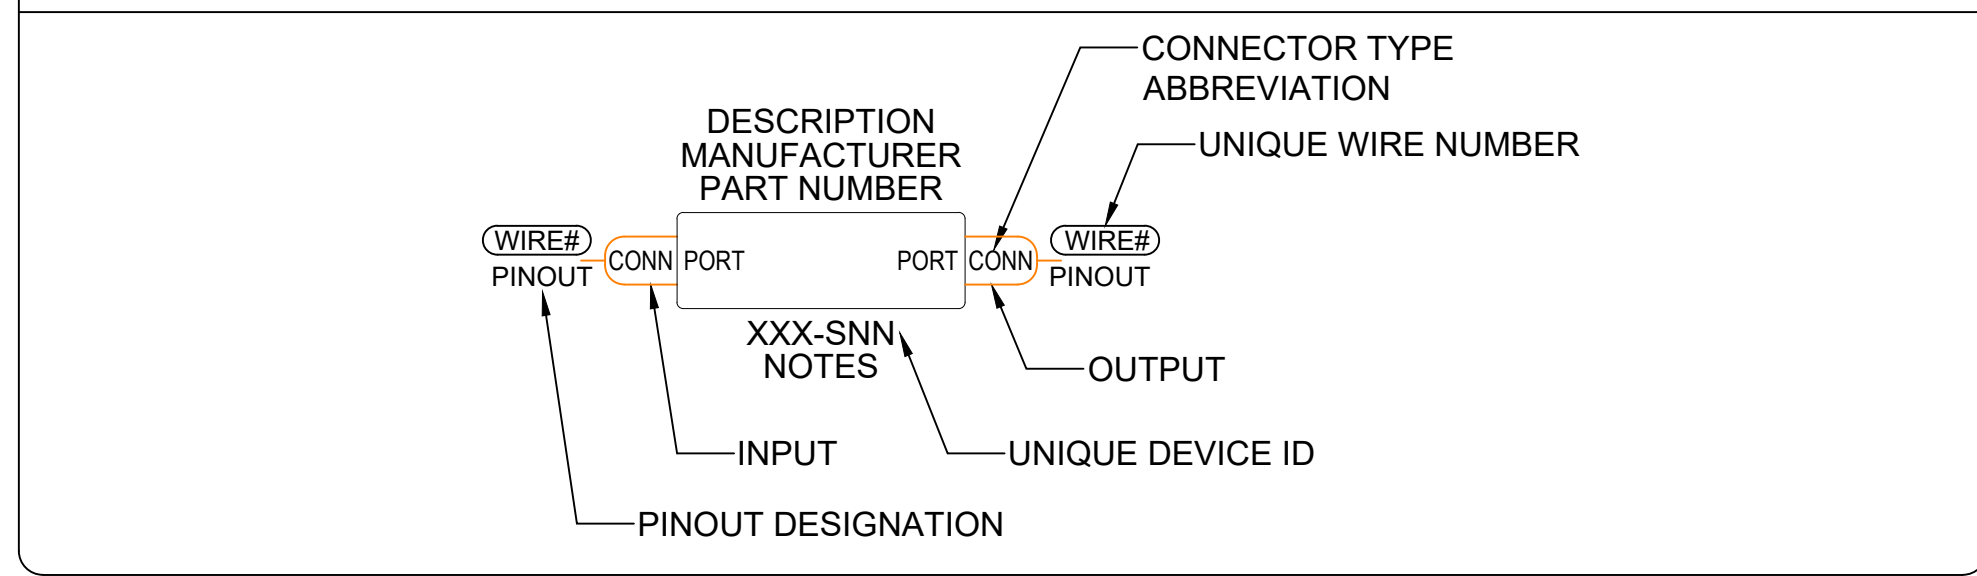 CONNECTOR TYPE
ABBREVIATION
DESCRIPTION
MANUFACTURER
PART NUMBER
UNIQUE WIRE NUMBER
WIRE#
PINOUT
CONN
PORT
PORT
CONN
WIRE#
PINOUT
XXX-SNN
NOTES
OUTPUT
INPUT
UNIQUE DEVICE ID
PINOUT DESIGNATION